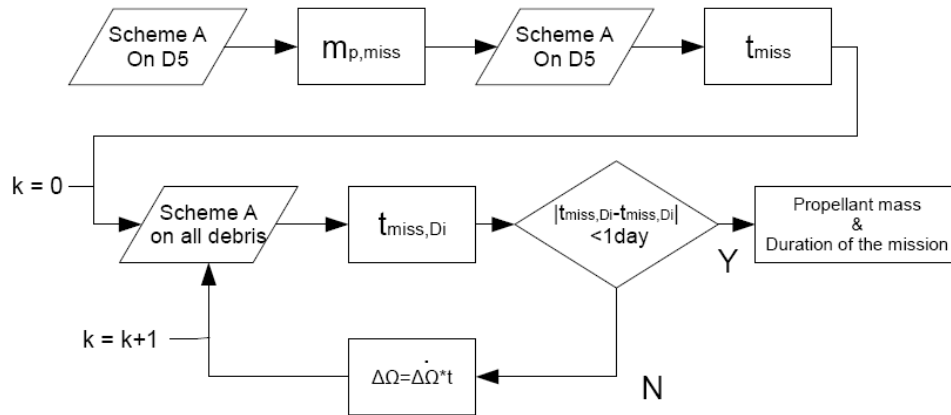 Scheme A
On D5
mp,miss
Scheme A
On D5
tmiss
k = 0
Scheme A
on all debris
tmiss,Di
|tmiss,Di-tmiss,Di|
<1day
Y
Propellant mass
&
Duration of the mission
k = k+1
ΔΩ=ΔΩ̇*t
N